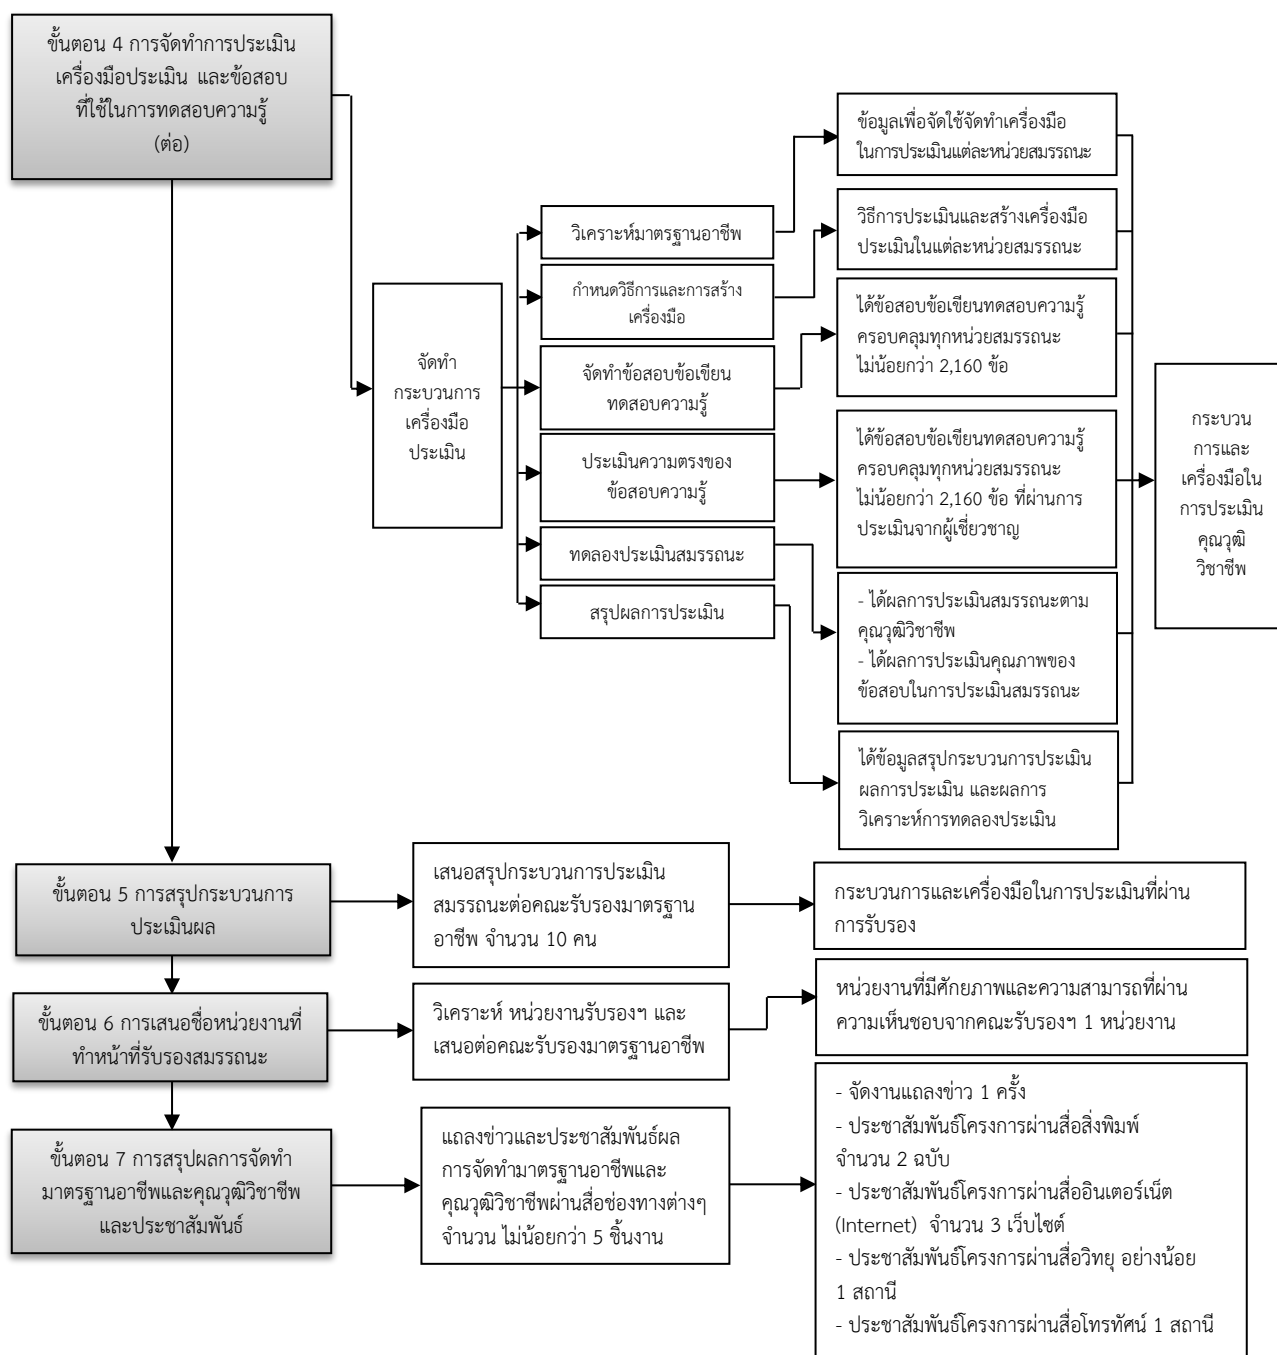 ขั้นตอน 4 การจัดทำการประเมิน
เครื่องมือประเมิน และข้อสอบ
ที่ใช้ในการทดสอบความรู้
(ต่อ)
จัดทำ
กระบวนการ
เครื่องมือ
ประเมิน
วิเคราะห์มาตรฐานอาชีพ
กำหนดวิธีการและการสร้าง
เครื่องมือ
จัดทำข้อสอบข้อเขียน
ทดสอบความรู้
ประเมินความตรงของ
ข้อสอบความรู้
ทดลองประเมินสมรรถนะ
สรุปผลการประเมิน
ข้อมูลเพื่อจัดใช้จัดทำเครื่องมือ
ในการประเมินแต่ละหน่วยสมรรถนะ
วิธีการประเมินและสร้างเครื่องมือ
ประเมินในแต่ละหน่วยสมรรถนะ
ได้ข้อสอบข้อเขียนทดสอบความรู้
ครอบคลุมทุกหน่วยสมรรถนะ
ไม่น้อยกว่า 2,160 ข้อ
ได้ข้อสอบข้อเขียนทดสอบความรู้
ครอบคลุมทุกหน่วยสมรรถนะ
ไม่น้อยกว่า 2,160 ข้อ ที่ผ่านการ
ประเมินจากผู้เชี่ยวชาญ
- ได้ผลการประเมินสมรรถนะตาม
คุณวุฒิวิชาชีพ
- ได้ผลการประเมินคุณภาพของ
ข้อสอบในการประเมินสมรรถนะ
ได้ข้อมูลสรุปกระบวนการประเมิน
ผลการประเมิน และผลการ
วิเคราะห์การทดลองประเมิน
กระบวน
การและ
เครื่องมือใน
การประเมิน
คุณวุฒิ
วิชาชีพ
ขั้นตอน 5 การสรุปกระบวนการ
ประเมินผล
เสนอสรุปกระบวนการประเมิน
สมรรถนะต่อคณะรับรองมาตรฐาน
อาชีพ จำนวน 10 คน
กระบวนการและเครื่องมือในการประเมินที่ผ่าน
การรับรอง
ขั้นตอน 6 การเสนอชื่อหน่วยงานที่
ทำหน้าที่รับรองสมรรถนะ
วิเคราะห์ หน่วยงานรับรองฯ และ
เสนอต่อคณะรับรองมาตรฐานอาชีพ
หน่วยงานที่มีศักยภาพและความสามารถที่ผ่าน
ความเห็นชอบจากคณะรับรองฯ 1 หน่วยงาน
ขั้นตอน 7 การสรุปผลการจัดทำ
มาตรฐานอาชีพและคุณวุฒิวิชาชีพ
และประชาสัมพันธ์
แถลงข่าวและประชาสัมพันธ์ผล
การจัดทำมาตรฐานอาชีพและ
คุณวุฒิวิชาชีพผ่านสื่อช่องทางต่างๆ
จำนวน ไม่น้อยกว่า 5 ชิ้นงาน
- จัดงานแถลงข่าว 1 ครั้ง
- ประชาสัมพันธ์โครงการผ่านสื่อสิ่งพิมพ์
จำนวน 2 ฉบับ
- ประชาสัมพันธ์โครงการผ่านสื่ออินเตอร์เน็ต
(Internet) จำนวน 3 เว็บไซต์
- ประชาสัมพันธ์โครงการผ่านสื่อวิทยุ อย่างน้อย
1 สถานี
- ประชาสัมพันธ์โครงการผ่านสื่อโทรทัศน์ 1 สถานี